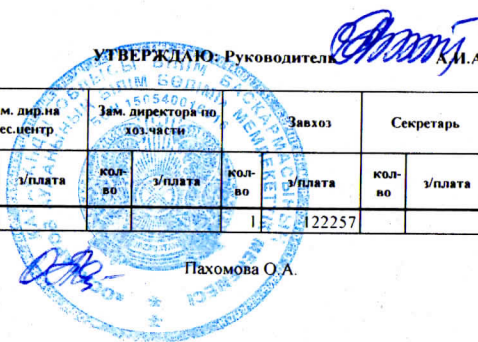 УТВЕРЖДАЮ: Руководитель А.И.А
м. дир.на ес.центр Зам. директора по хоз.части Завхоз Секретарь
з/плата кол-во з/плата кол-во з/плата кол-во з/плата
1 122257
Пахомова О.А.